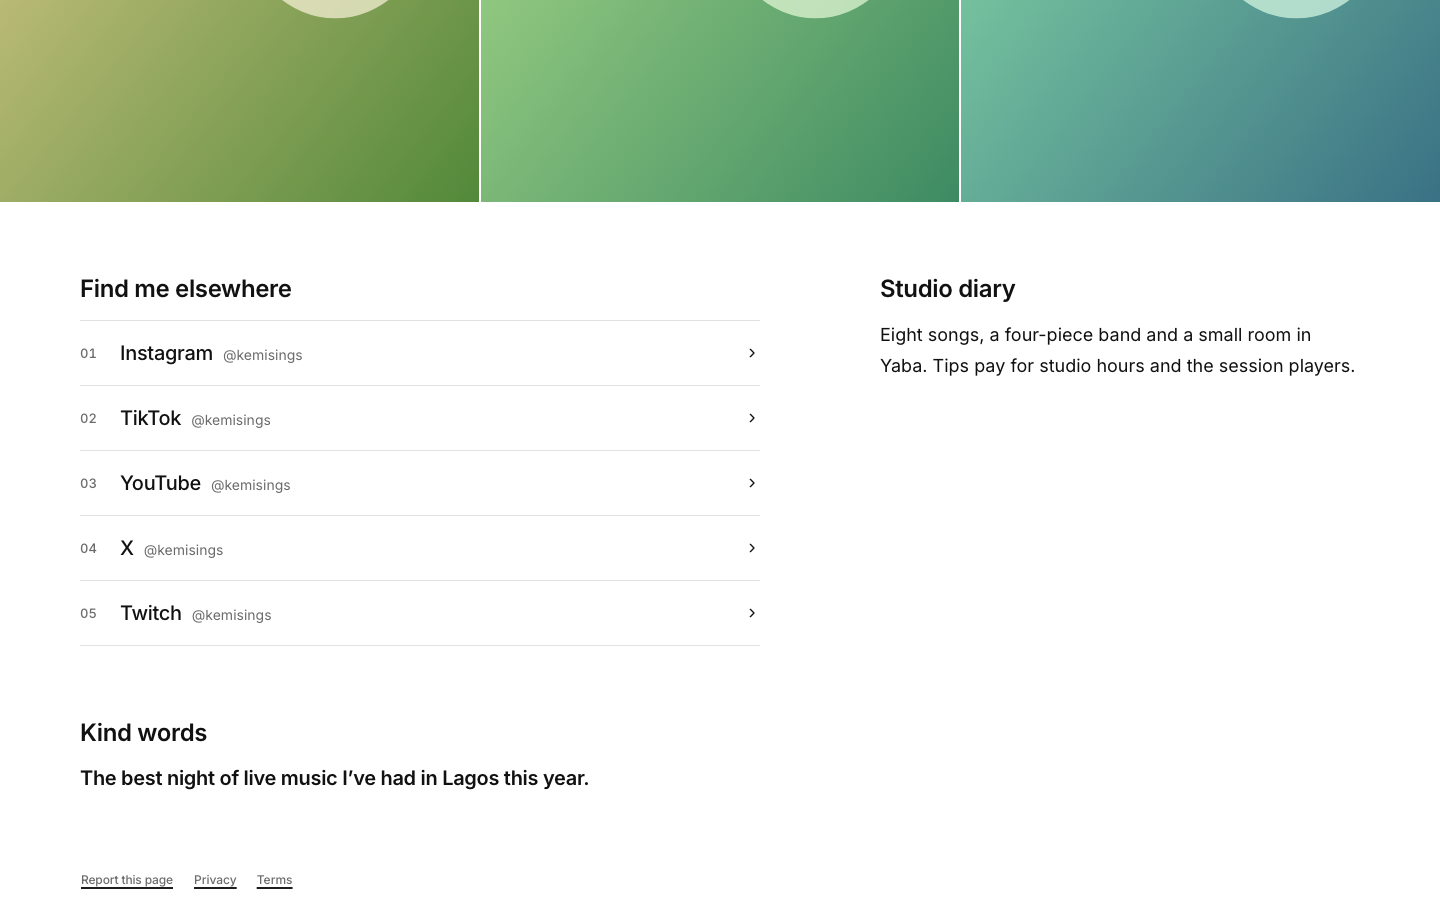 Find me elsewhere
01 Instagram @kemisings
02 TikTok @kemisings
03 YouTube @kemisings
04 X @kemisings
05 Twitch @kemisings
Kind words
The best night of live music I’ve had in Lagos this year.
Studio diary
Eight songs, a four-piece band and a small room in
Yaba. Tips pay for studio hours and the session players.
Report this page Privacy Terms